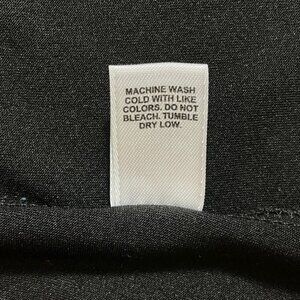 MACHINE WASH
COLD WITH LIKE
COLORS. DO NOT
BLEACH. TUMBLE
DRY LOW.